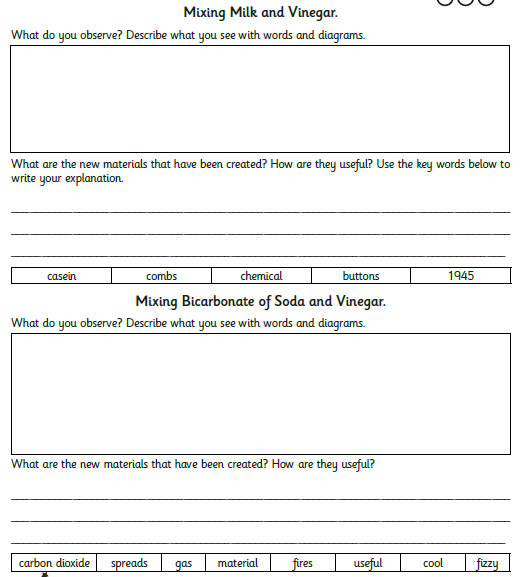 Mixing Milk and Vinegar.
What do you observe? Describe what you see with words and diagrams.
What are the new materials that have been created? How are they useful? Use the key words below to
write your explanation.
casein combs chemical buttons 1945
Mixing Bicarbonate of Soda and Vinegar.
What do you observe? Describe what you see with words and diagrams.
What are the new materials that have been created? How are they useful?
carbon dioxide spreads gas material fires useful cool fizzy